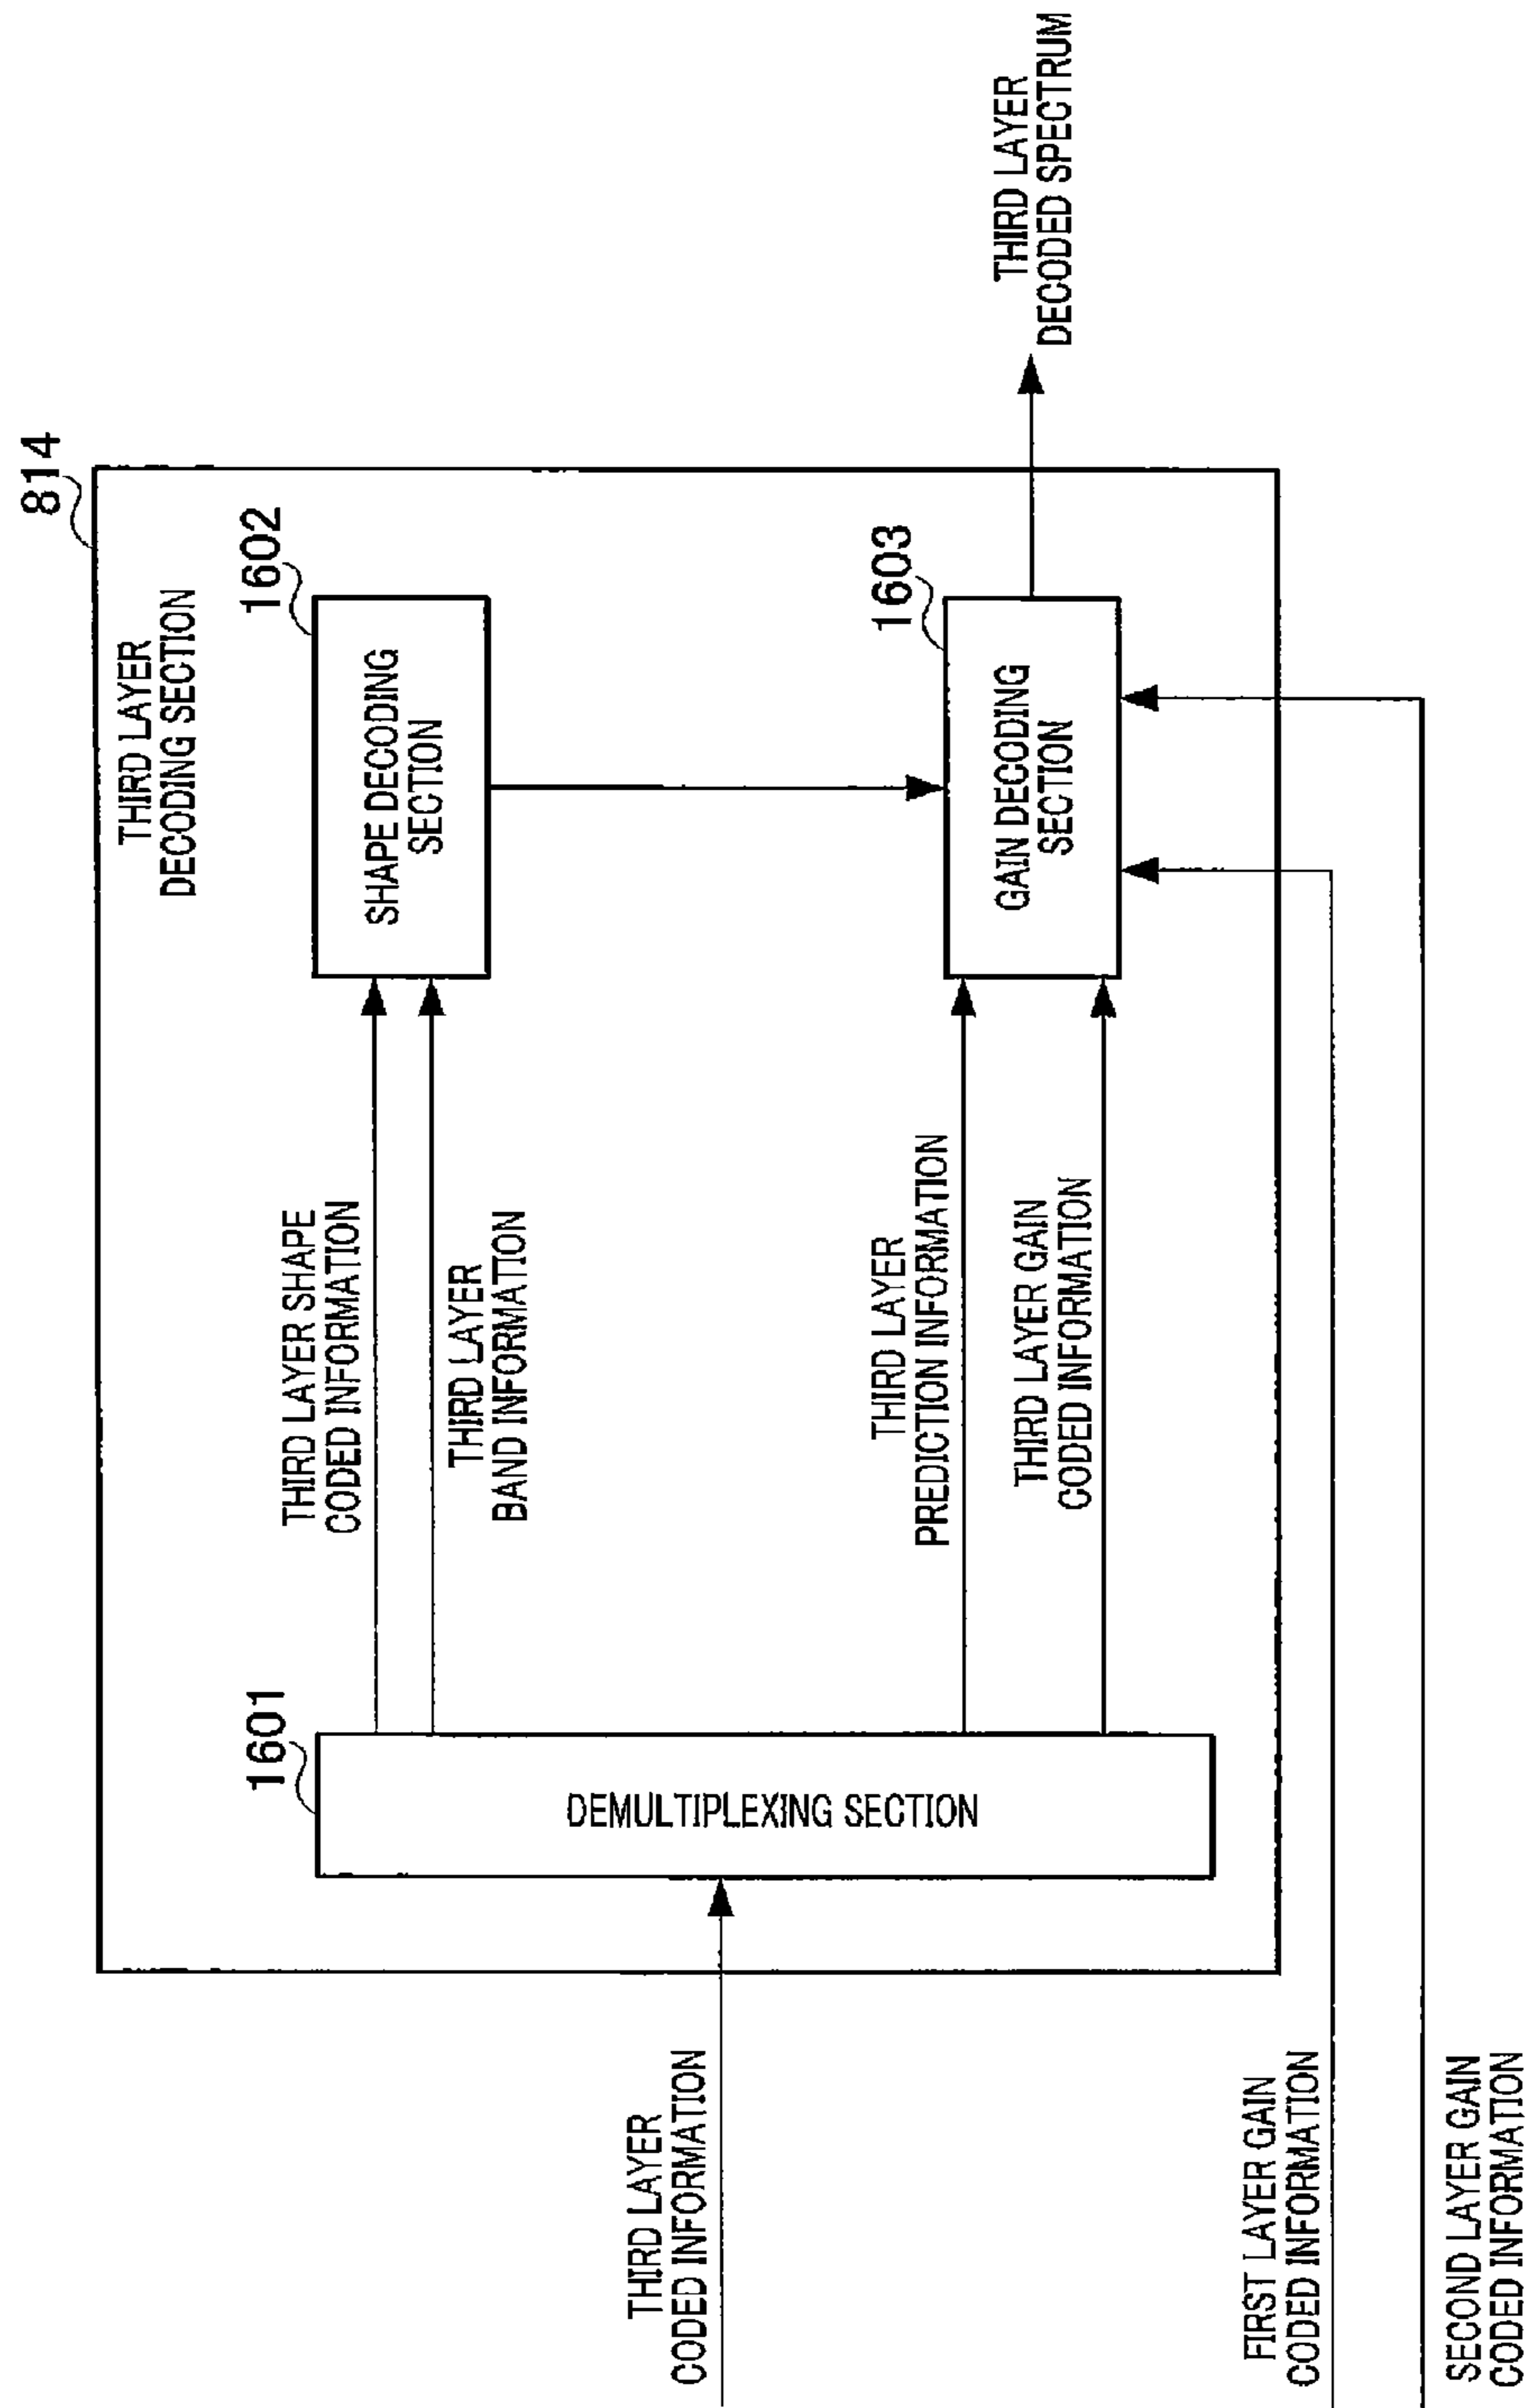 814
THIRD LAYER
DECODING SECTION
1601
DEMULTIPLEXING SECTION
THIRD LAYER
CODED INFORMATION
THIRD LAYER SHAPE
CODED INFORMATION
THIRD LAYER
BAND INFORMATION
1602
SHAPE DECODING
SECTION
THIRD LAYER
PREDICTION INFORMATION
THIRD LAYER GAIN
CODED INFORMATION
1603
GAIN DECODING
SECTION
THIRD LAYER
DECODED SPECTRUM
FIRST LAYER GAIN
CODED INFORMATION
SECOND LAYER GAIN
CODED INFORMATION